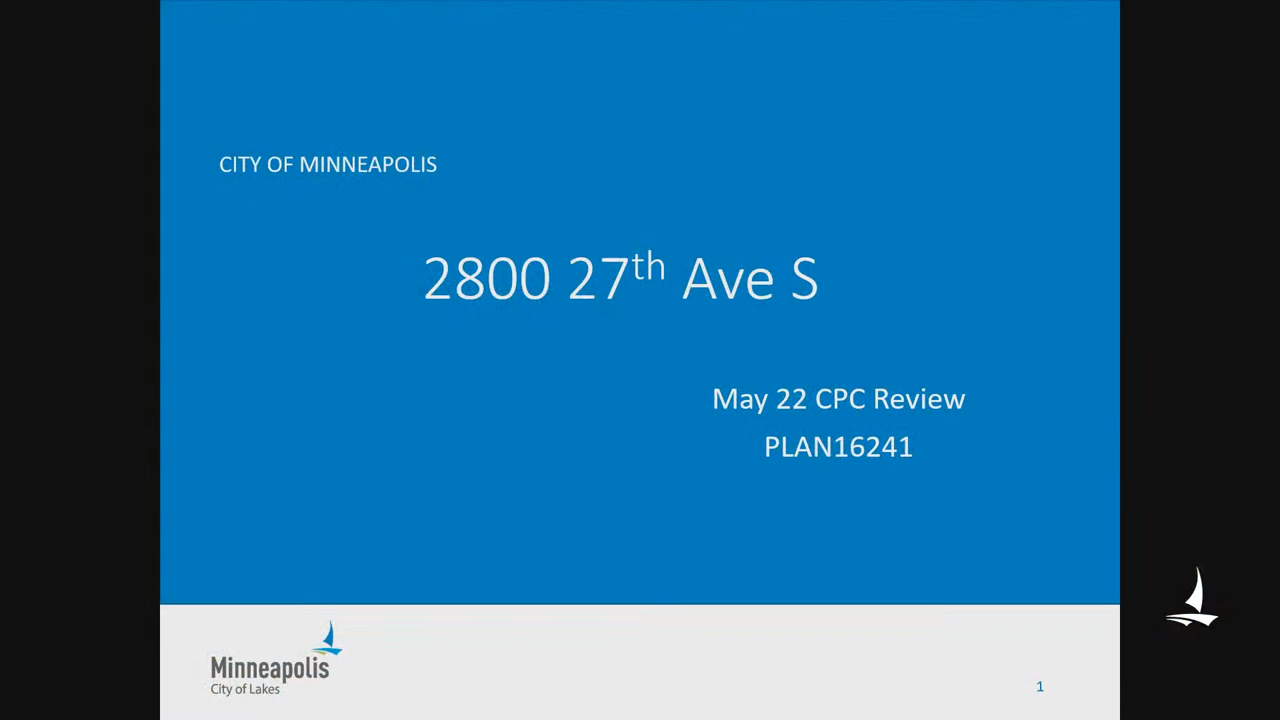 CITY OF MINNEAPOLIS
2800 27th Ave S
May 22 CPC Review
PLAN16241
Minneapolis
City of Lakes
1